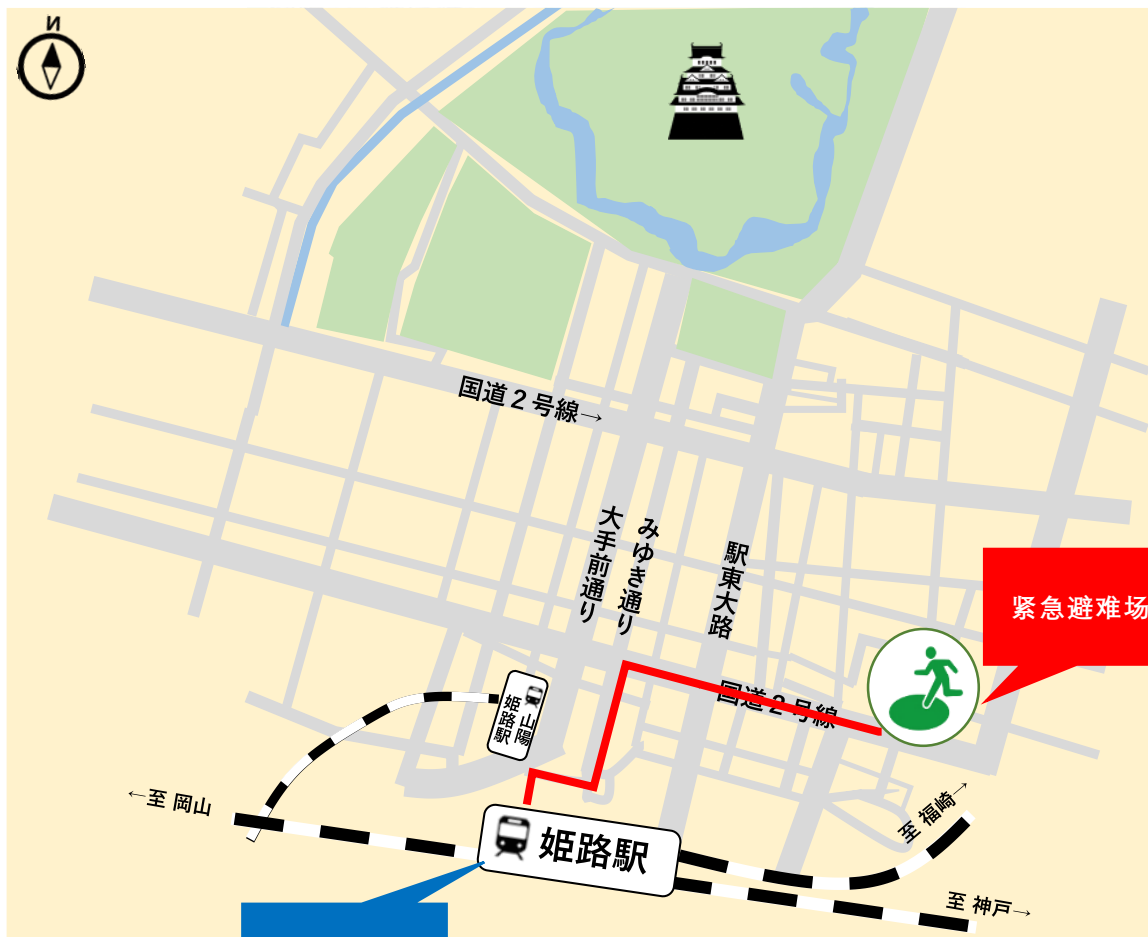 N
国道２号線→
大手前通り
みゆき通り
駅東大路
紧急避难场
国道２号線
山陽
姫路駅
←至 岡山
姫路駅
至 福崎→
至 神戸→